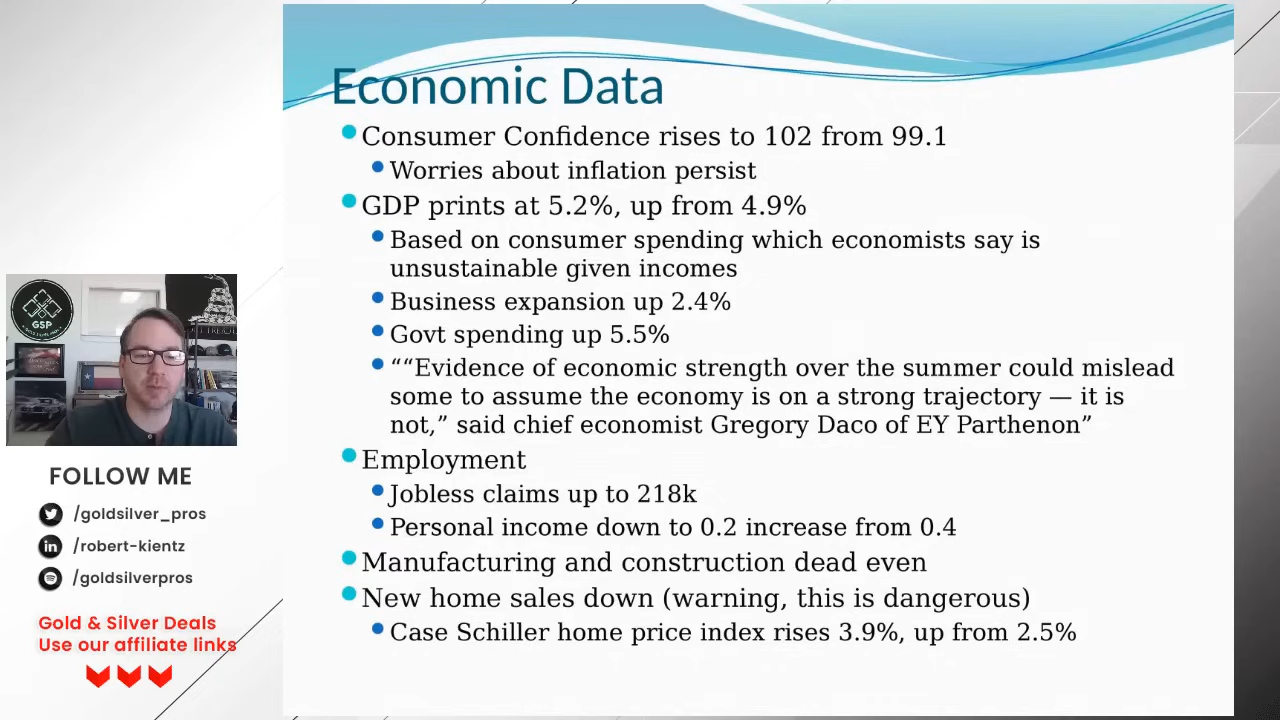 Economic Data
Consumer Confidence rises to 102 from 99.1
Worries about inflation persist
GDP prints at 5.2%, up from 4.9%
Based on consumer spending which economists say is
unsustainable given incomes
Business expansion up 2.4%
Govt spending up 5.5%
““Evidence of economic strength over the summer could mislead
some to assume the economy is on a strong trajectory — it is
not,” said chief economist Gregory Daco of EY Parthenon”
Employment
Jobless claims up to 218k
Personal income down to 0.2 increase from 0.4
Manufacturing and construction dead even
New home sales down (warning, this is dangerous)
Case Schiller home price index rises 3.9%, up from 2.5%
GSP
FOLLOW ME
/goldsilver_pros
/robert-kientz
/goldsilverpros
Gold & Silver Deals
Use our affiliate links